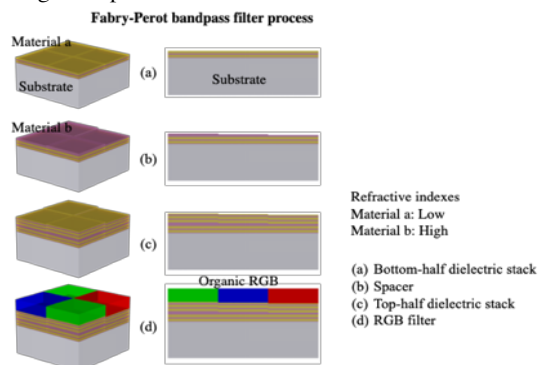 Fabry-Perot bandpass filter process
Material a
Substrate
(a)
Substrate
Material b
(b)
(c)
Organic RGB
(d)
Refractive indexes
Material a: Low
Material b: High
(a) Bottom-half dielectric stack
(b) Spacer
(c) Top-half dielectric stack
(d) RGB filter